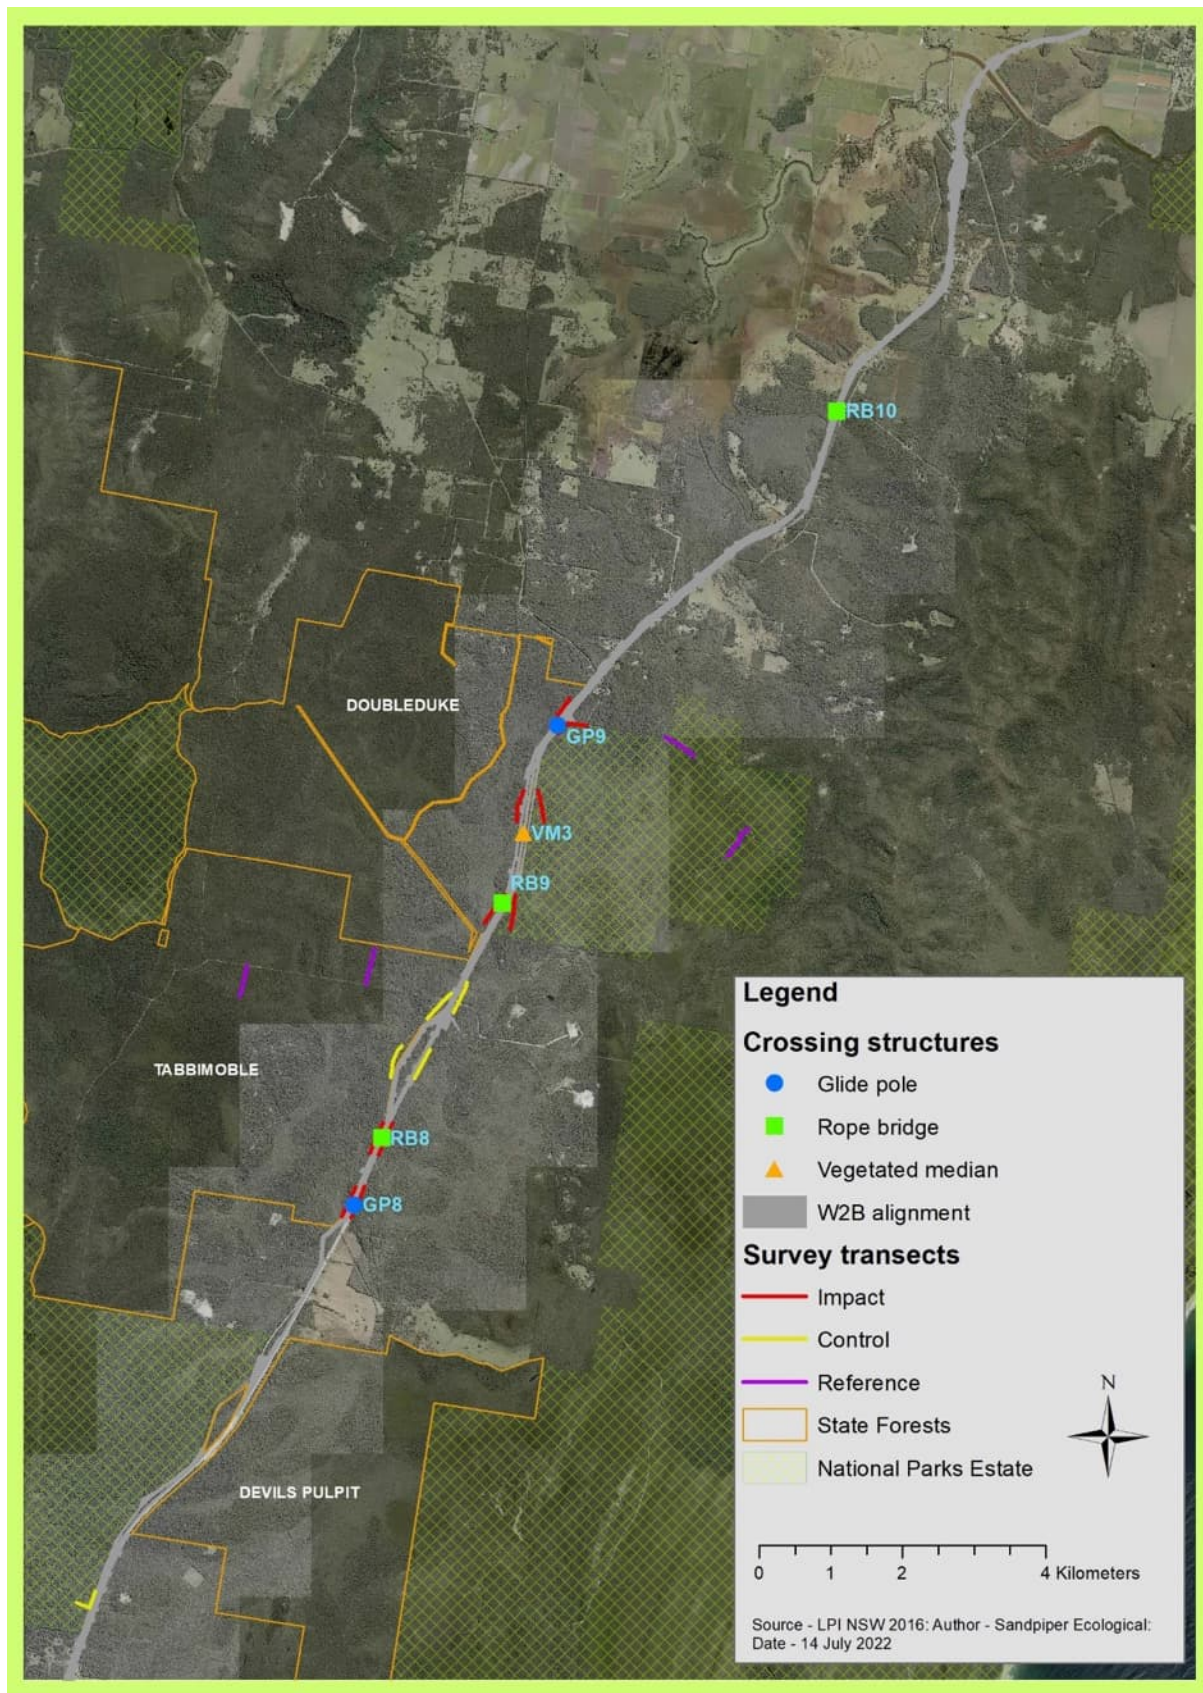 RB10
DOUBLEDUKE
GP9
VM3
RB9
TABBIMOBLE
RB8
GP8
DEVILS PULPIT
Legend
Crossing structures
Glide pole
Rope bridge
Vegetated median
W2B alignment
Survey transects
Impact
Control
Reference
State Forests
National Parks Estate
N
0 1 2 4 Kilometers
Source - LPI NSW 2016: Author - Sandpiper Ecological:
Date - 14 July 2022